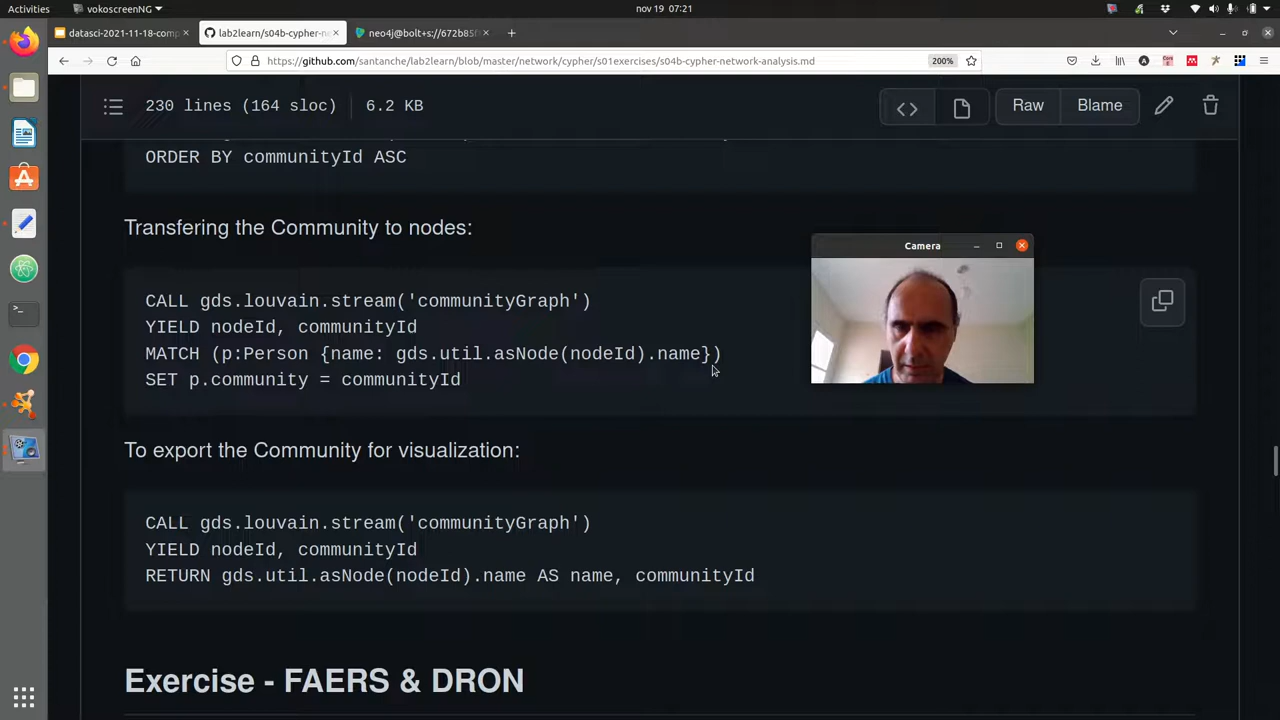 Activities
vokoscreenNG
nov 19 07:21
datasci-2021-11-18-comp
lab2learn/s04b-cypher-ne
neo4j@bolt+s://672b85f
https://github.com/santanche/lab2learn/blob/master/network/cypher/s01exercises/s04b-cypher-network-analysis.md
200%
230 lines (164 sloc)
6.2 KB
Raw
Blame
ORDER BY communityId ASC
Transfering the Community to nodes:
Camera
CALL gds.louvain.stream('communityGraph')
YIELD nodeId, communityId
MATCH (p:Person {name: gds.util.asNode(nodeId).name})
SET p.community = communityId
To export the Community for visualization:
CALL gds.louvain.stream('communityGraph')
YIELD nodeId, communityId
RETURN gds.util.asNode(nodeId).name AS name, communityId
Exercise - FAERS & DRON